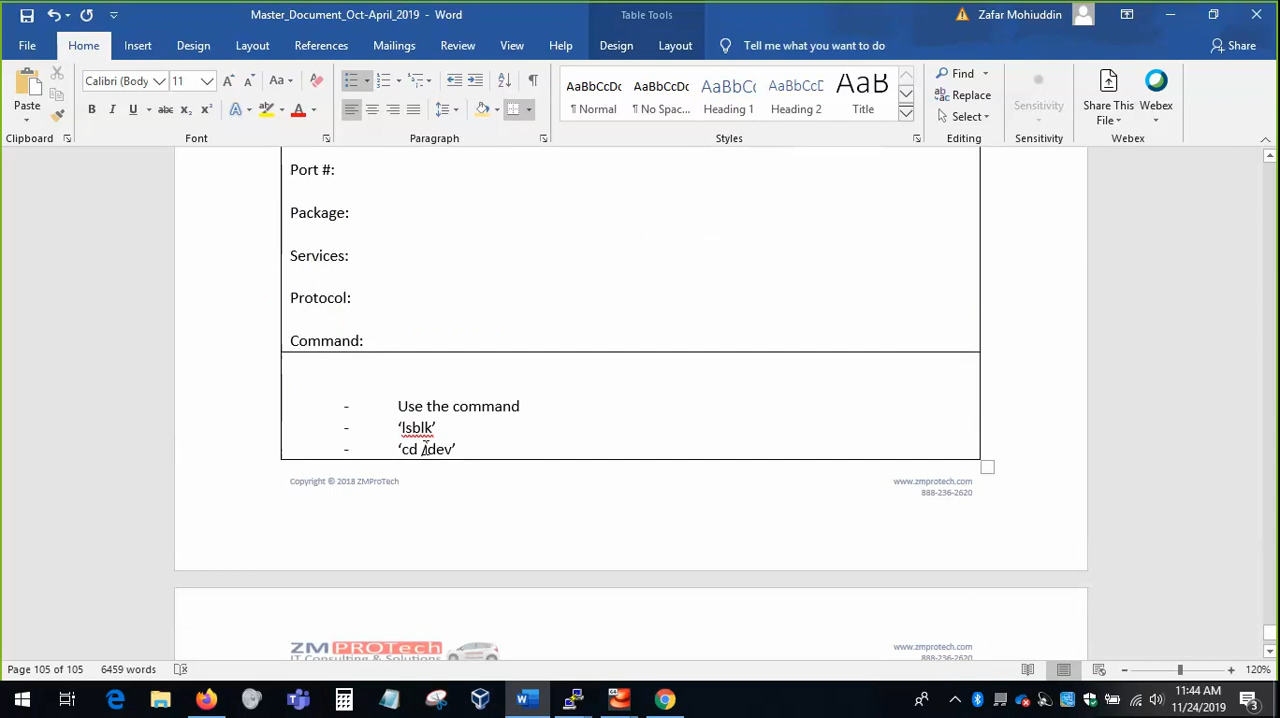 Master_Document_Oct-April_2019 - Word
Table Tools
Zafar Mohiuddin
File Home Insert Design Layout References Mailings Review View Help Design Layout Tell me what you want to do Share
Paste
Calibri (Body 11
Clipboard
Font
Paragraph
AaBbCcDc AaBbCcDc AaBbCc AaBbCcD AaB
¶ Normal ¶ No Spac... Heading 1 Heading 2 Title
Styles
Find
Replace
Select
Editing
Sensitivity
Sensitivity
Share This File
Webex
Webex
Port #:
Package:
Services:
Protocol:
Command:
- Use the command
- ‘lsblk’
- ‘cd /dev’
Copyright © 2018 ZMProTech www.zmprotech.com
888-236-2620
ZMPROTech www.zmprotech.com
IT Consulting & Solutions 888-236-2620
Page 105 of 105 6459 words 120%
11:44 AM
11/24/2019
3